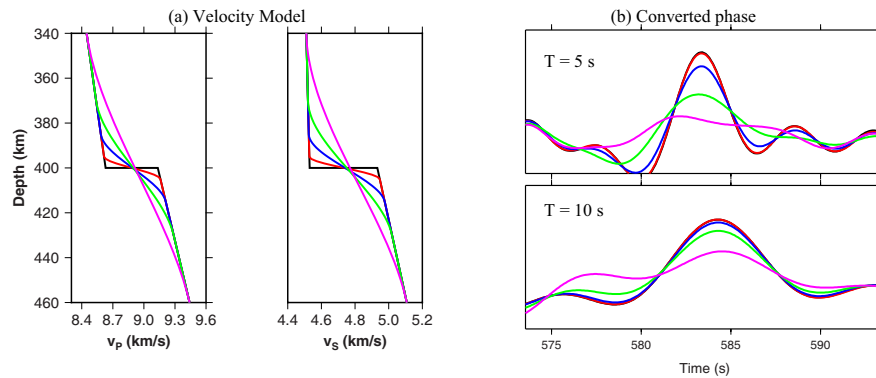 (a) Velocity Model
(b) Converted phase
340
360
380
400
420
440
460
Depth (km)
8.4 8.7 9.0 9.3 9.6
v_P (km/s)
4.4 4.6 4.8 5.0 5.2
v_S (km/s)
T = 5 s
T = 10 s
575 580 585 590
Time (s)